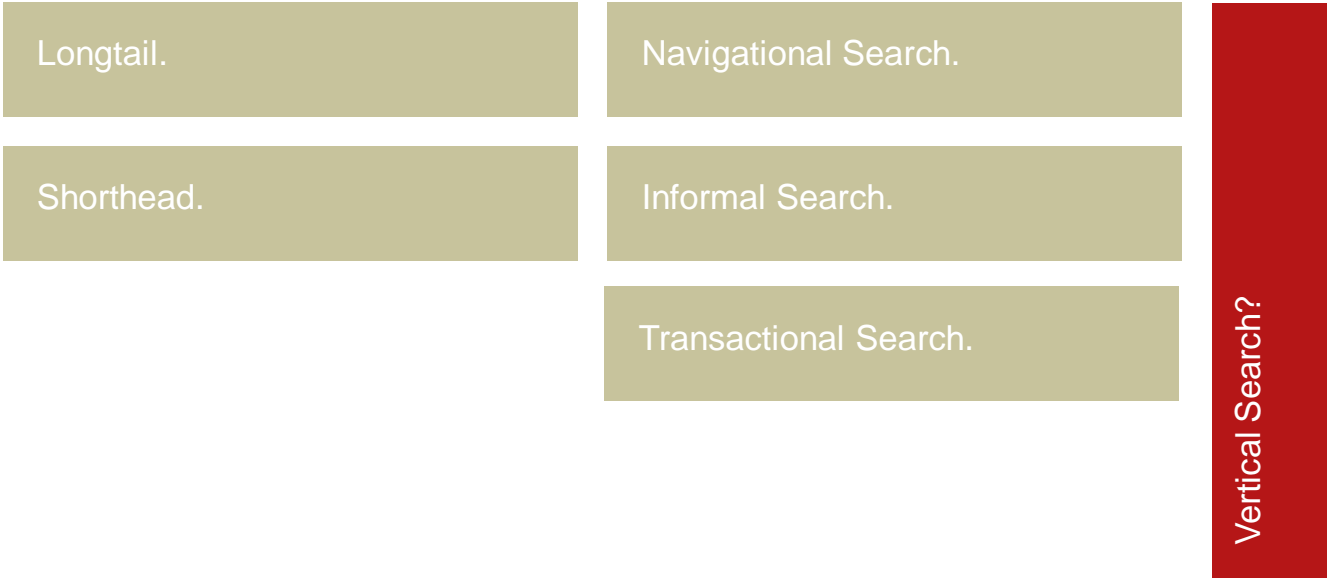 Longtail.
Navigational Search.
Shorthead.
Informal Search.
Transactional Search.
Vertical Search?